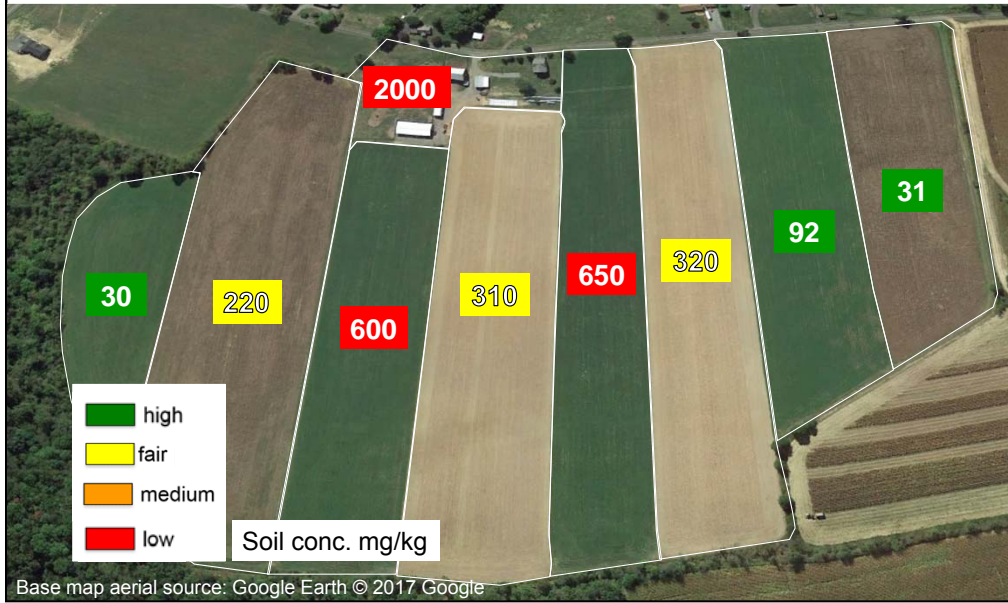 2000
31
92
650
320
30
220
600
310
high
fair
medium
low
Soil conc. mg/kg
Base map aerial source: Google Earth © 2017 Google